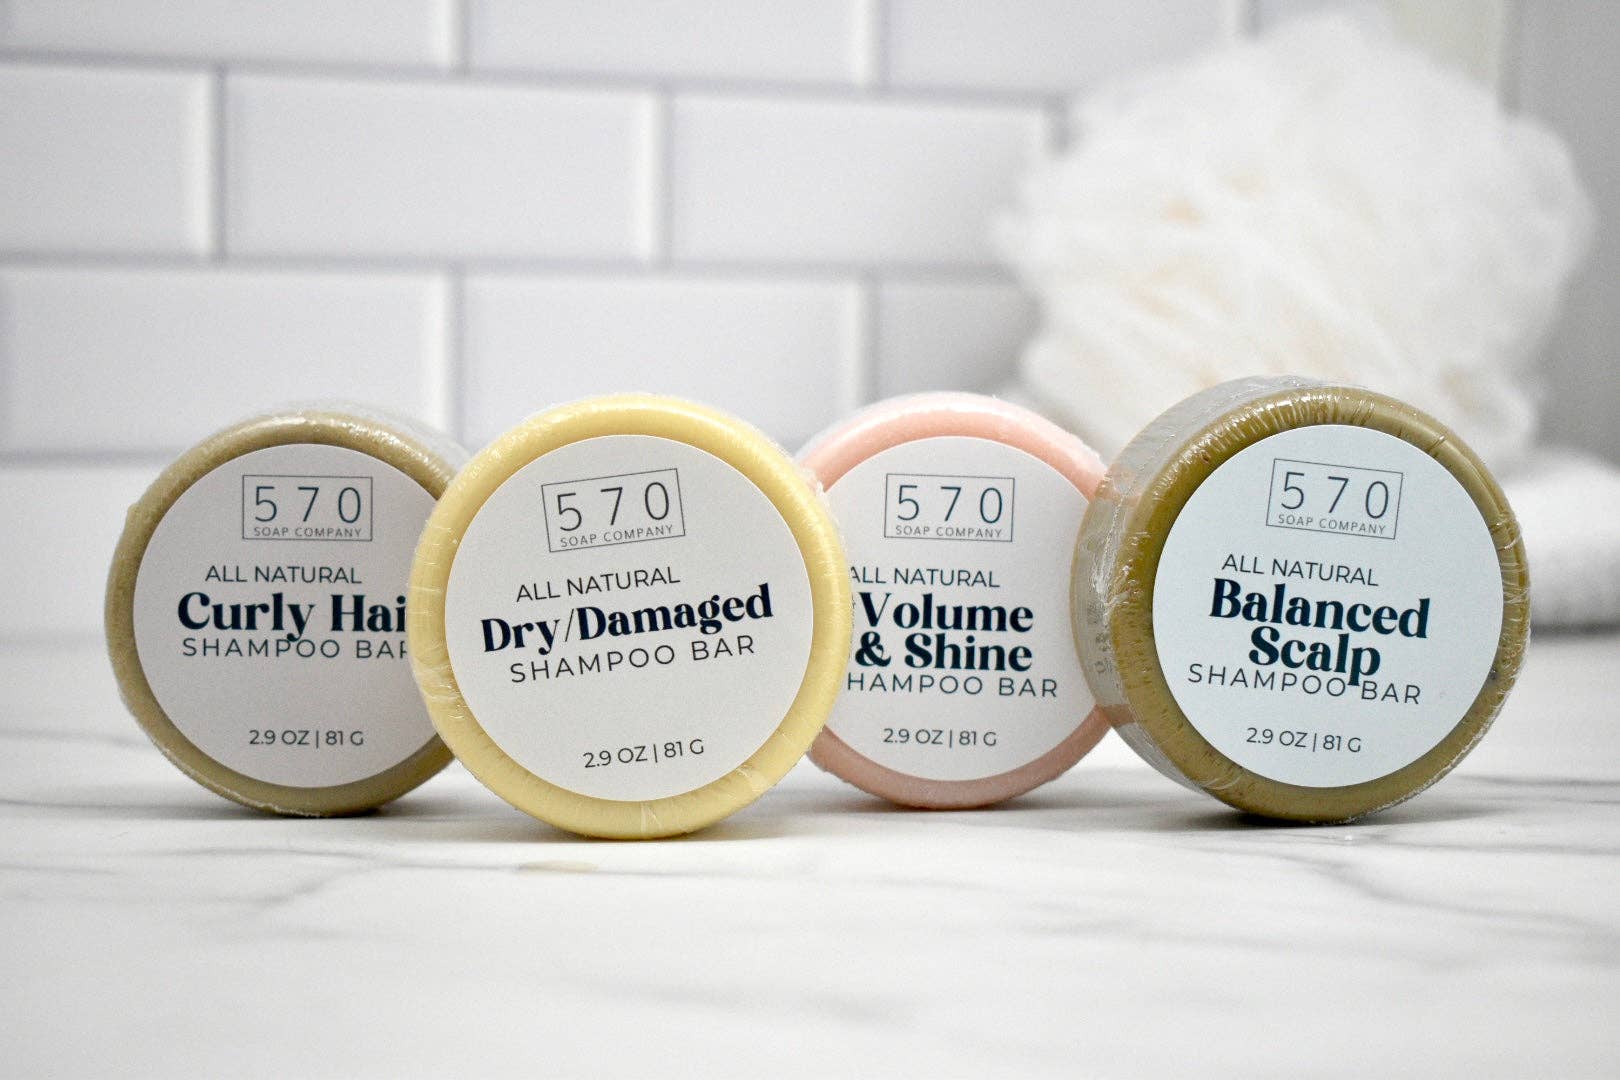 570
SOAP COMPANY
ALL NATURAL
Curly Hai
SHAMPOO BAR
2.9 OZ | 81 G
570
SOAP COMPANY
ALL NATURAL
Dry/Damaged
SHAMPOO BAR
2.9 OZ | 81 G
570
SOAP COMPANY
ALL NATURAL
Volume
& Shine
HAMPOO BAR
2.9 OZ | 81 G
570
SOAP COMPANY
ALL NATURAL
Balanced
Scalp
SHAMPOO BAR
2.9 OZ | 81 G